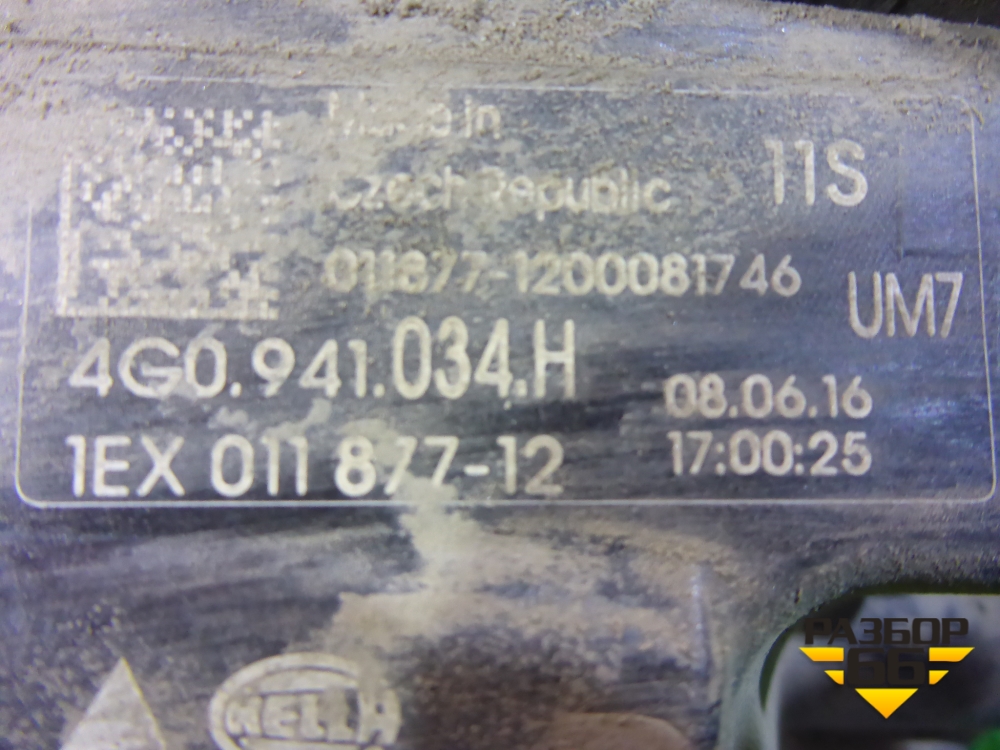 Made in
Czech Republic
11S
011877-1200081746
UM7
4G0.941.034.H
08.06.16
1EX 011 877-12
17:00:25
HELLA
РАЗБОР
66